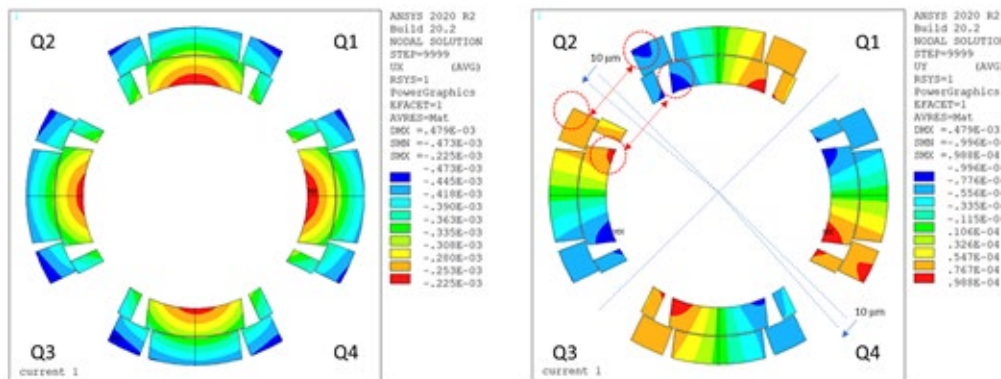 1
Q2
Q1
Q3
Q4
current 1
ANSYS 2020 R2
Build 20.2
NODAL SOLUTION
STEP=9999
UX (AVG)
RSYS=1
PowerGraphics
EFACET=1
AVRES=Mat
DMX =.479E-03
SMN =-.473E-03
SMX =-.225E-03
-.473E-03
-.445E-03
-.418E-03
-.390E-03
-.363E-03
-.335E-03
-.308E-03
-.280E-03
-.253E-03
-.225E-03
1
Q2
Q1
10 µm
10 µm
Q3
Q4
current 1
ANSYS 2020 R2
Build 20.2
NODAL SOLUTION
STEP=9999
UY (AVG)
RSYS=1
PowerGraphics
EFACET=1
AVRES=Mat
DMX =.479E-03
SMN =-.996E-04
SMX =.988E-04
-.996E-04
-.776E-04
-.556E-04
-.335E-04
-.115E-04
.106E-04
.326E-04
.547E-04
.767E-04
.988E-04